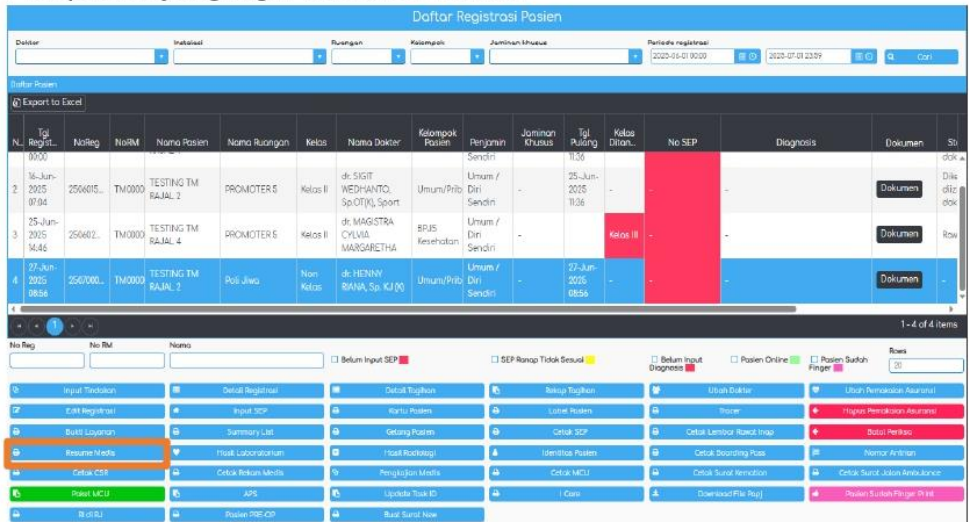 Daftar Registrasi Pasien
Dokter Instalasi Ruangan Kelompok Jaminan Khusus Periode registrasi
2025-06-01 00:00 2025-07-01 23:59 Cari
Daftar Pasien
Export to Excel
N.. Tgl Regist... NoReg NoRM Nama Pasien Nama Ruangan Kelas Nama Dokter Kelompok Pasien Penjamin Jaminan Khusus Tgl Pulang Kelas Ditan... No SEP Diagnosis Dokumen
00:00 Sendiri 11:36
2 16-Jun-2025 07:04 2506015... TM0000 TESTING TM RAJAL 2 PROMOTER 5 Kelas II dr. SIGIT WEDHANTO, Sp.OT(K), Sport Umum/Prib Umum / Diri Sendiri - 25-Jun-2025 11:36 - - - Dokumen
3 25-Jun-2025 14:46 250602... TM0000 TESTING TM RAJAL 4 PROMOTER 5 Kelas II dr. MAGISTRA CYLVIA MARGARETHA BPJS Kesehatan Umum / Diri Sendiri - Kelas III - - Dokumen
4 27-Jun-2025 08:56 2507000... TM0000 TESTING TM RAJAL 2 Poli Jiwa Non Kelas dr. HENNY RIANA, Sp. KJ (K) Umum/Prib Umum / Diri Sendiri - 27-Jun-2025 08:56 - - - Dokumen -
1 1 - 4 of 4 items
No Reg No RM Nama Belum Input SEP SEP Ranap Tidak Sesuai Belum Input Diagnosis Pasien Online Pasien Sudah Finger Rows
20
Input Tindakan Detail Registrasi Detail Tagihan Rekap Tagihan Ubah Dokter Ubah Pemakaian Asuransi
Edit Registrasi Input SEP Kartu Pasien Label Pasien Tracer Hapus Pemakaian Asuransi
Bukti Layanan Summary List Gelang Pasien Cetak SEP Cetak Lembar Rawat Inap Batal Periksa
Resume Medis Hasil Laboratorium Hasil Radiologi Identitas Pasien Cetak Boarding Pass Nomor Antrian
Cetak CSR Cetak Rekam Medis Pengkajian Medis Cetak MCU Cetak Surat Kematian Cetak Surat Jalan Ambulance
Paket MCU APS Update Task ID I Care Download File Rapj Pasien Sudah Finger Print
RI di RJ Pasien PRE-OP Buat Surat New